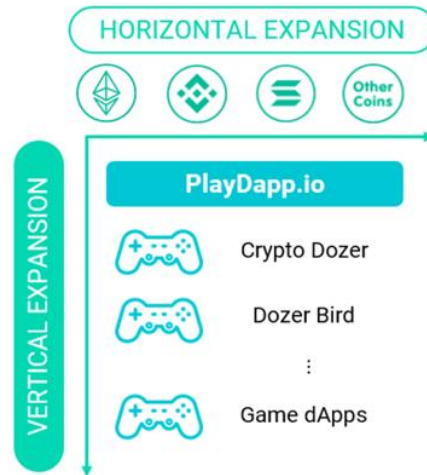 HORIZONTAL EXPANSION
Other
Coins
VERTICAL EXPANSION
PlayDapp.io
Crypto Dozer
Dozer Bird
⋮
Game dApps